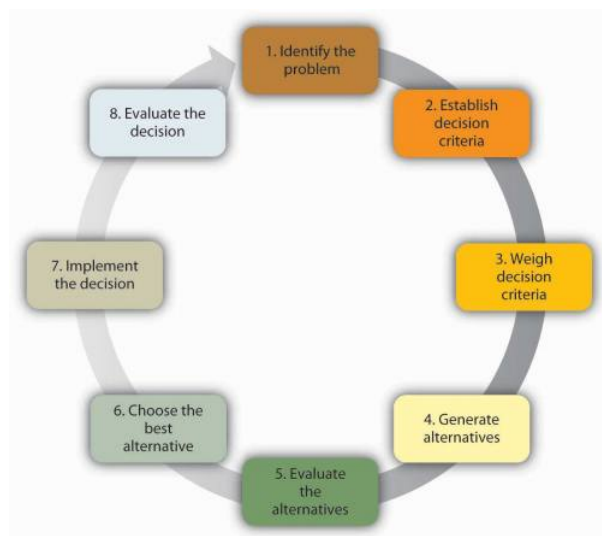 1. Identify the
problem
2. Establish
decision
criteria
3. Weigh
decision
criteria
4. Generate
alternatives
5. Evaluate
the
alternatives
6. Choose the
best
alternative
7. Implement
the decision
8. Evaluate the
decision